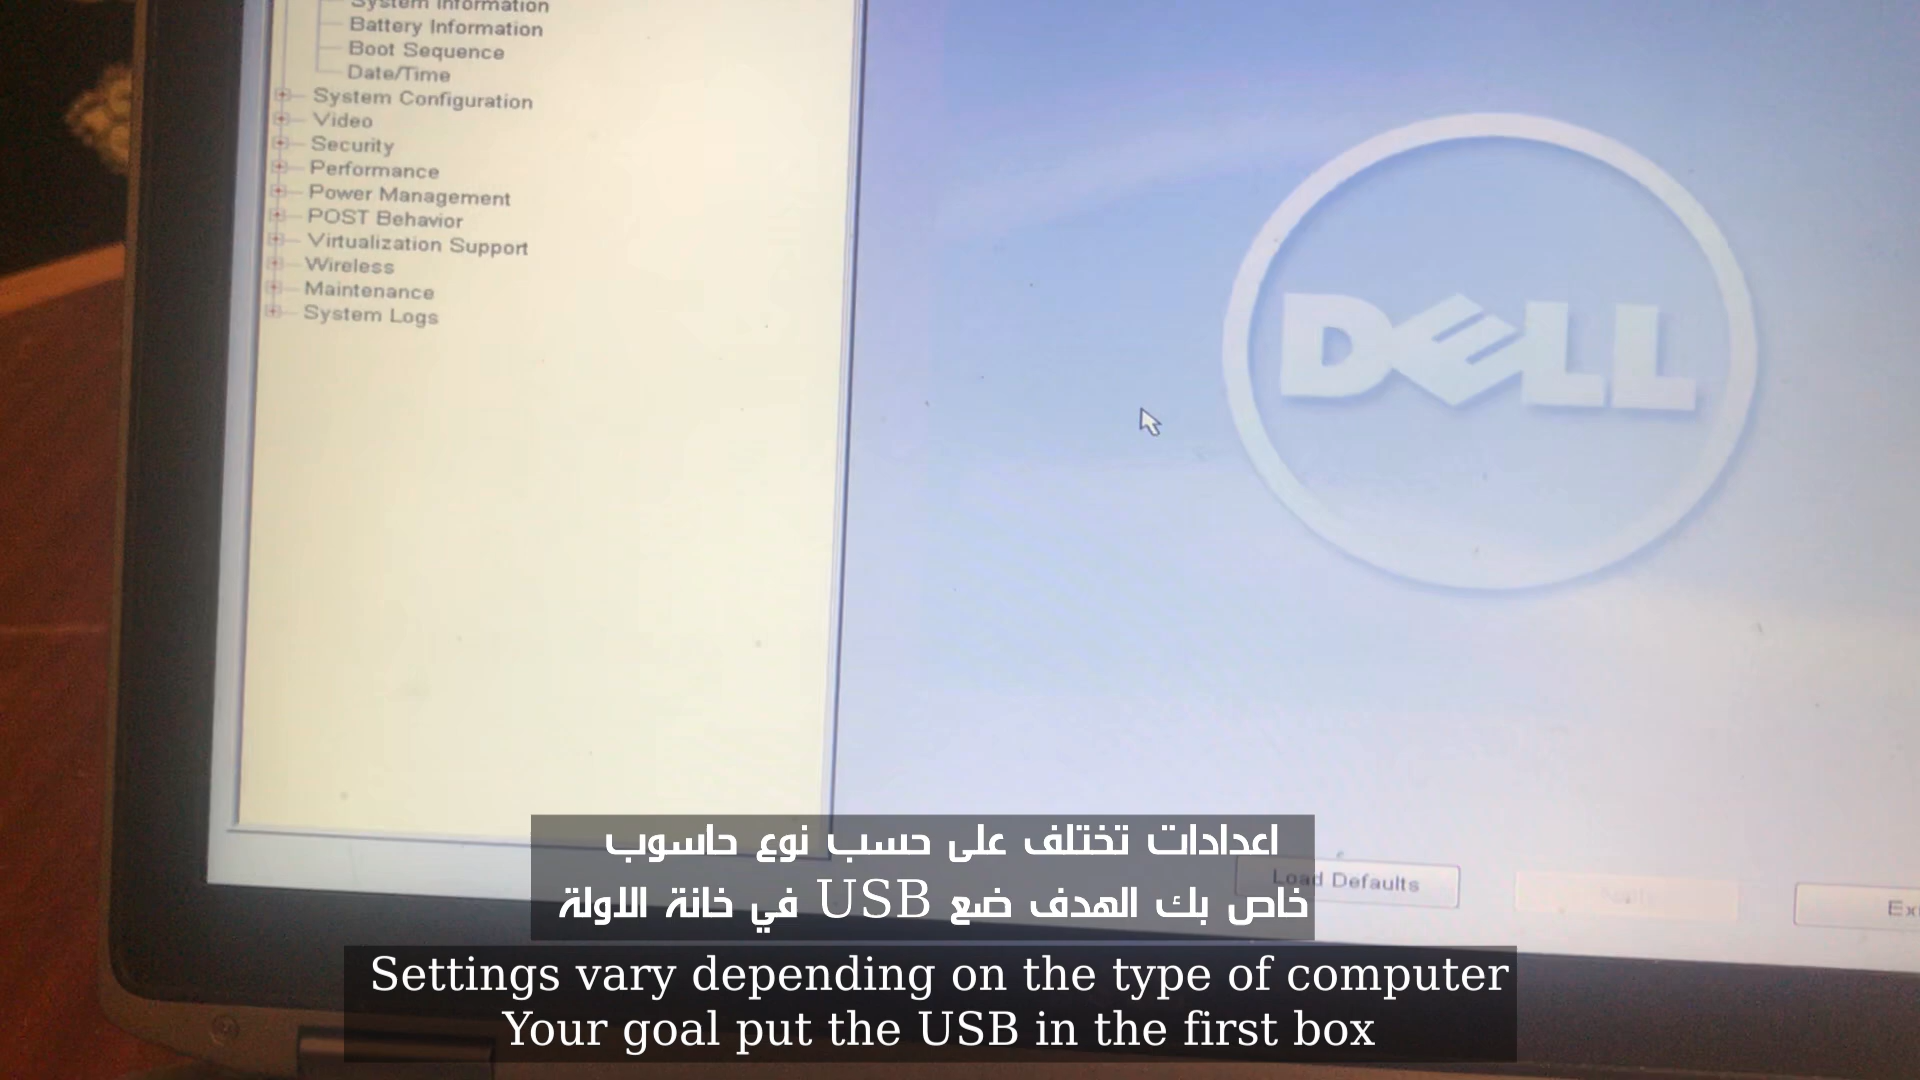 System Information
Battery Information
Boot Sequence
Date/Time
System Configuration
Video
Security
Performance
Power Management
POST Behavior
Virtualization Support
Wireless
Maintenance
System Logs
DELL
Load Defaults
اعدادات تختلف على حسب نوع حاسوب
خاص بك الهدف ضع USB في خانة الاولة
Settings vary depending on the type of computer
Your goal put the USB in the first box